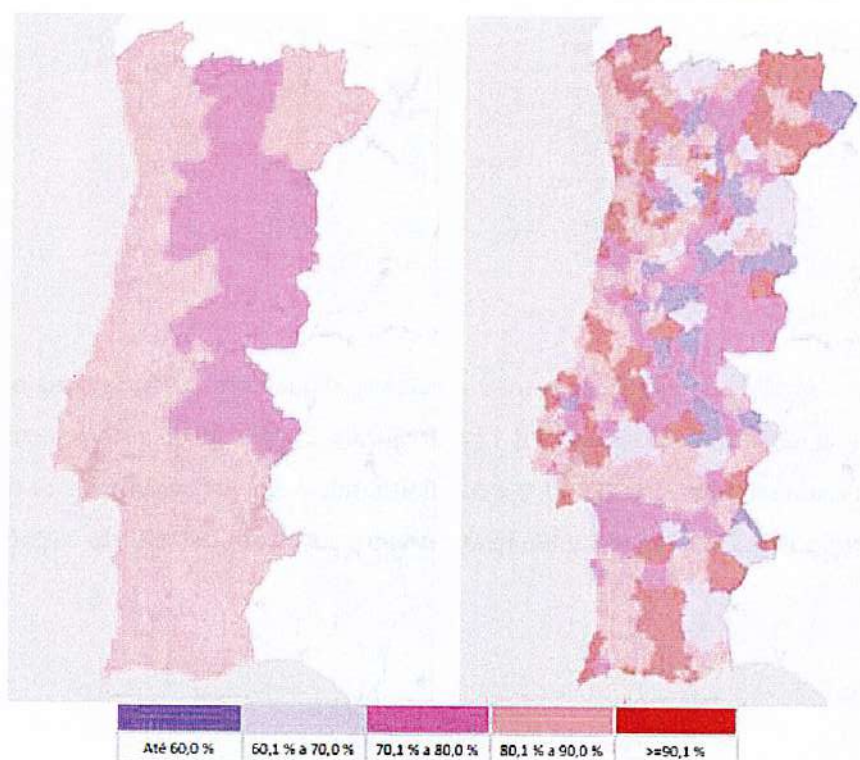 Até 60,0 %
60,1 % a 70,0 %
70,1 % a 80,0 %
80,1 % a 90,0 %
>=90,1 %